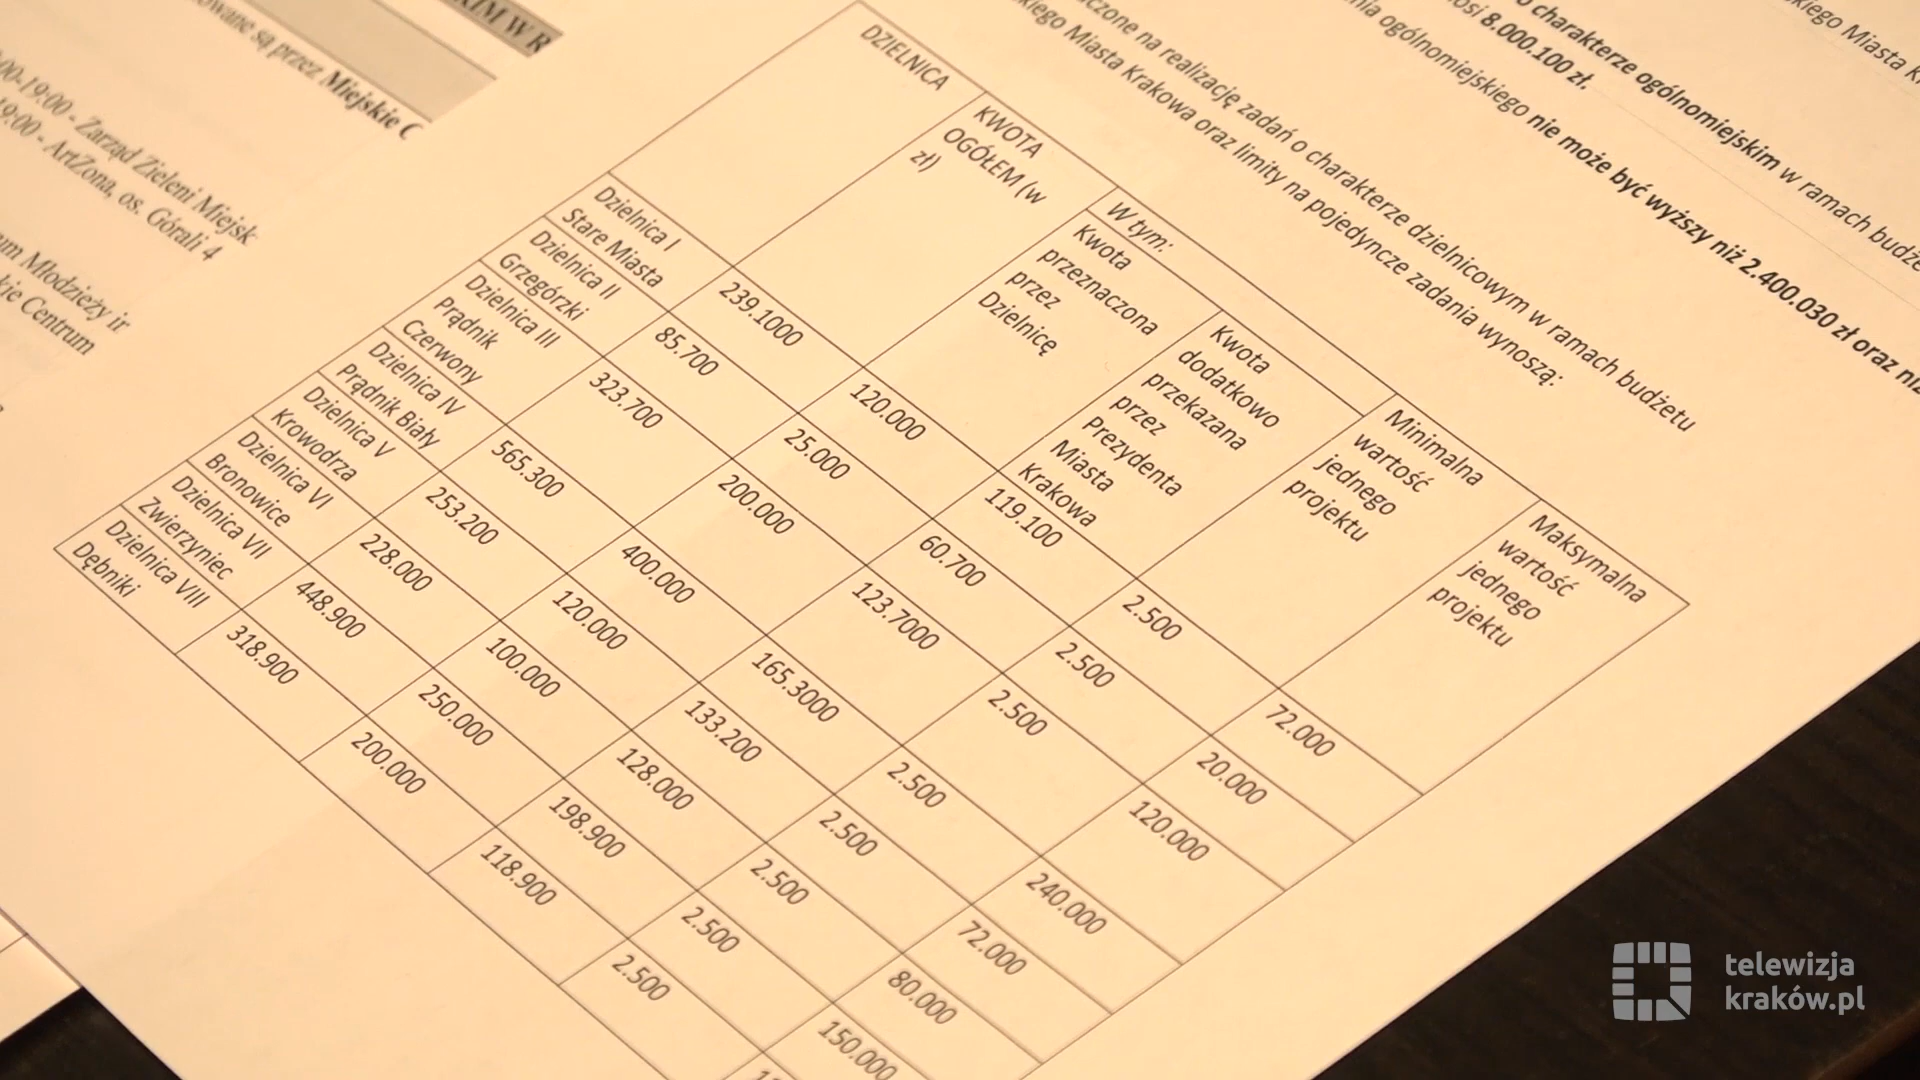 KIM W R
owane są przez Miejskie C
00-19:00 - Zarząd Zieleni Miejsk
19:00 - ArtZona, os. Górali 4
um Młodzieży
kie Centrum
kiego Miasta
o charakterze ogólnomiejskim w ramach
osi 8.000.100 zł.
ogólnomiejskiego nie może być wyższy niż 2.400.030 zł oraz
czone na realizację zadań o charakterze dzielnicowym w ramach budżetu
kiego Miasta Krakowa oraz limity na pojedyncze zadania wynoszą:
DZIELNICA
KWOTA
OGÓŁEM (w
zł)
W tym:
Kwota
przeznaczona
przez
Dzielnicę
Kwota
dodatkowo
przekazana
przez
Prezydenta
Miasta
Krakowa
Minimalna
wartość
jednego
projektu
Maksymalna
wartość
jednego
projektu
Dzielnica I
Stare Miasta
239.1000
120.000
119.100
2.500
72.000
Dzielnica II
Grzegórzki
85.700
25.000
60.700
2.500
20.000
Dzielnica III
Prądnik
Czerwony
323.700
200.000
123.7000
2.500
120.000
Dzielnica IV
Prądnik Biały
565.300
400.000
165.3000
2.500
240.000
Dzielnica V
Krowodrza
253.200
120.000
133.200
2.500
72.000
Dzielnica VI
Bronowice
228.000
100.000
128.000
2.500
80.000
Dzielnica VII
Zwierzyniec
448.900
250.000
198.900
2.500
150.000
Dzielnica VIII
Dębniki
318.900
200.000
118.900
2.500
telewizja
kraków.pl